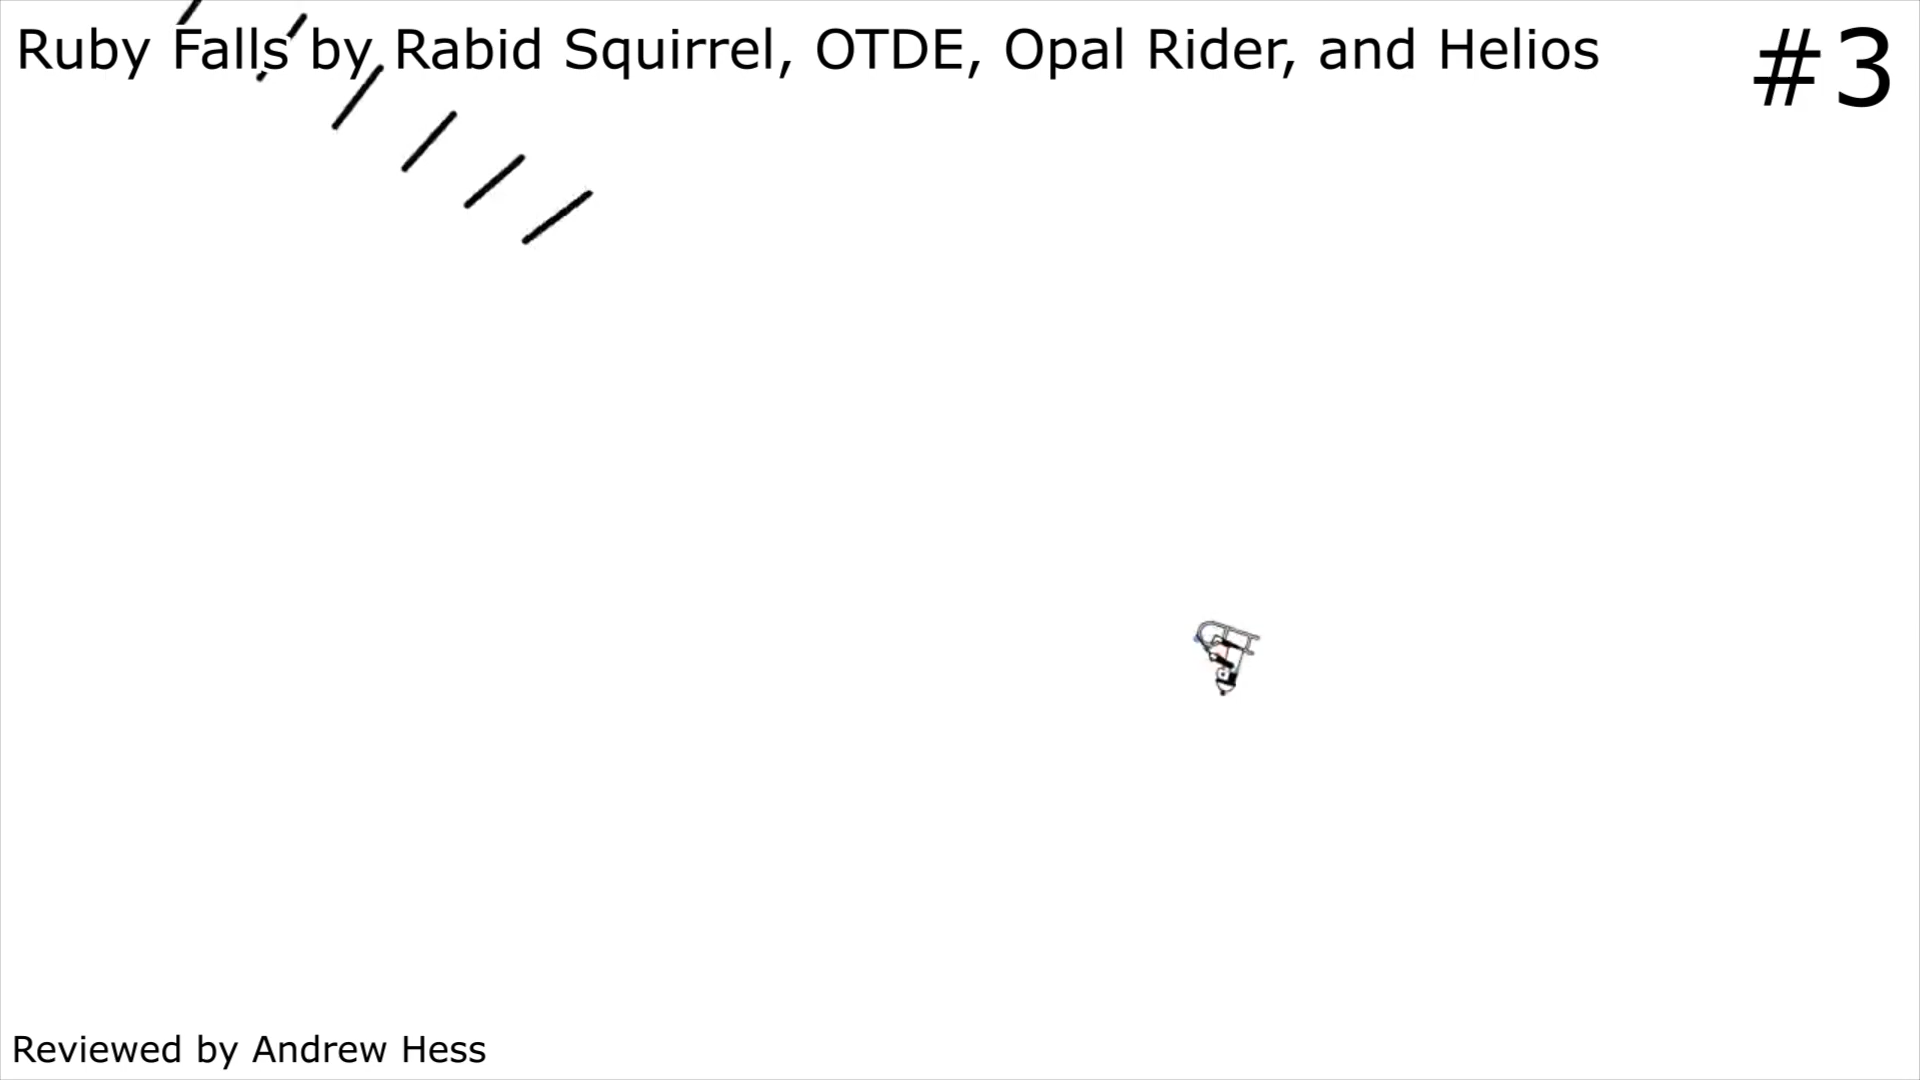 Ruby Falls by Rabid Squirrel, OTDE, Opal Rider, and Helios
#3
Reviewed by Andrew Hess